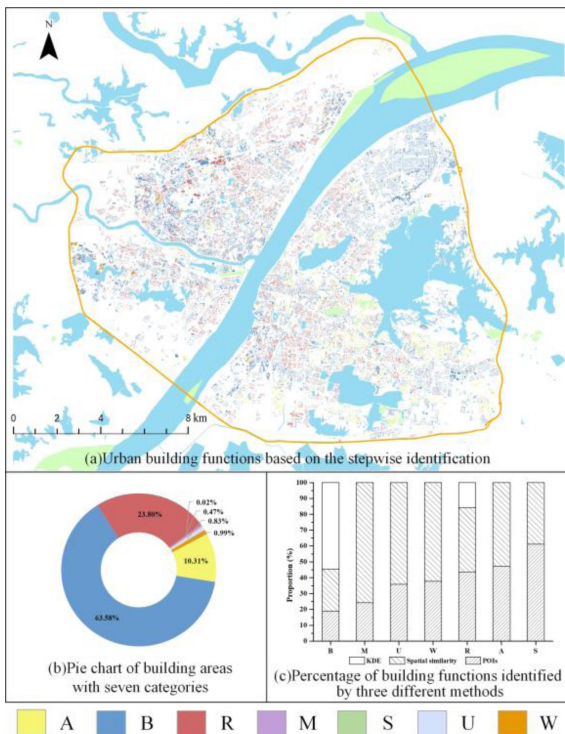 N
0 2 4 8 km
(a)Urban building functions based on the stepwise identification
23.80%
0.02%
0.47%
0.83%
0.99%
10.31%
63.58%
(b)Pie chart of building areas
with seven categories
Proportion (%)
100
90
80
70
60
50
40
30
20
10
0
B M U W R A S
KDE Spatial similarity POIs
(c)Percentage of building functions identified
by three different methods
A B R M S U W